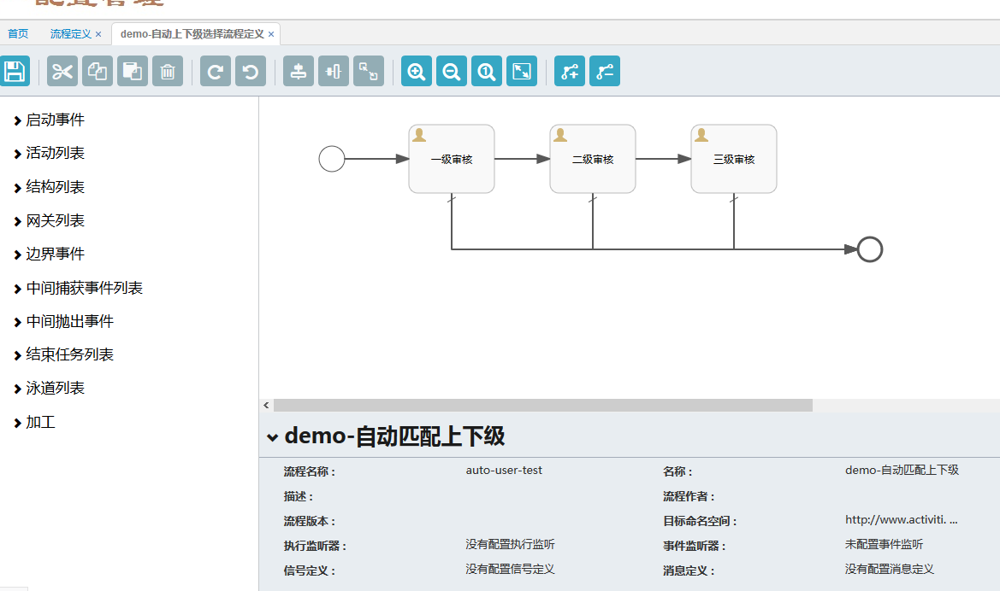 首页 流程定义 × demo-自动上下级选择流程定义 ×
启动事件
活动列表
结构列表
网关列表
边界事件
中间捕获事件列表
中间抛出事件
结束任务列表
泳道列表
加工
一级审核 二级审核 三级审核
demo-自动匹配上下级
流程名称： auto-user-test 名称： demo-自动匹配上下级
描述： 流程作者：
流程版本： 目标命名空间： http://www.activiti. ...
执行监听器： 没有配置执行监听 事件监听器： 未配置事件监听
信号定义： 没有配置信号定义 消息定义： 没有配置消息定义